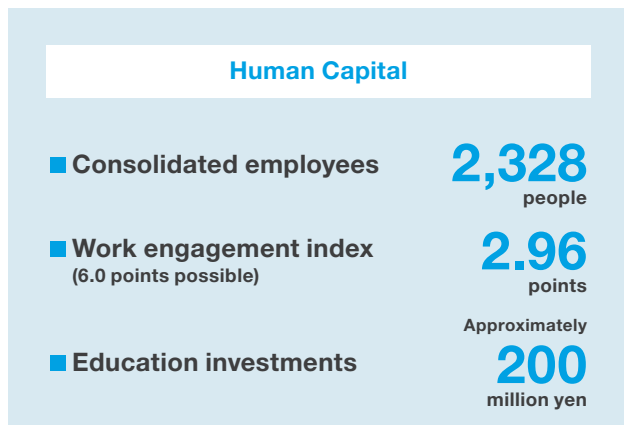 Human Capital
Consolidated employees
2,328
people
Work engagement index
(6.0 points possible)
2.96
points
Education investments
Approximately
200
million yen